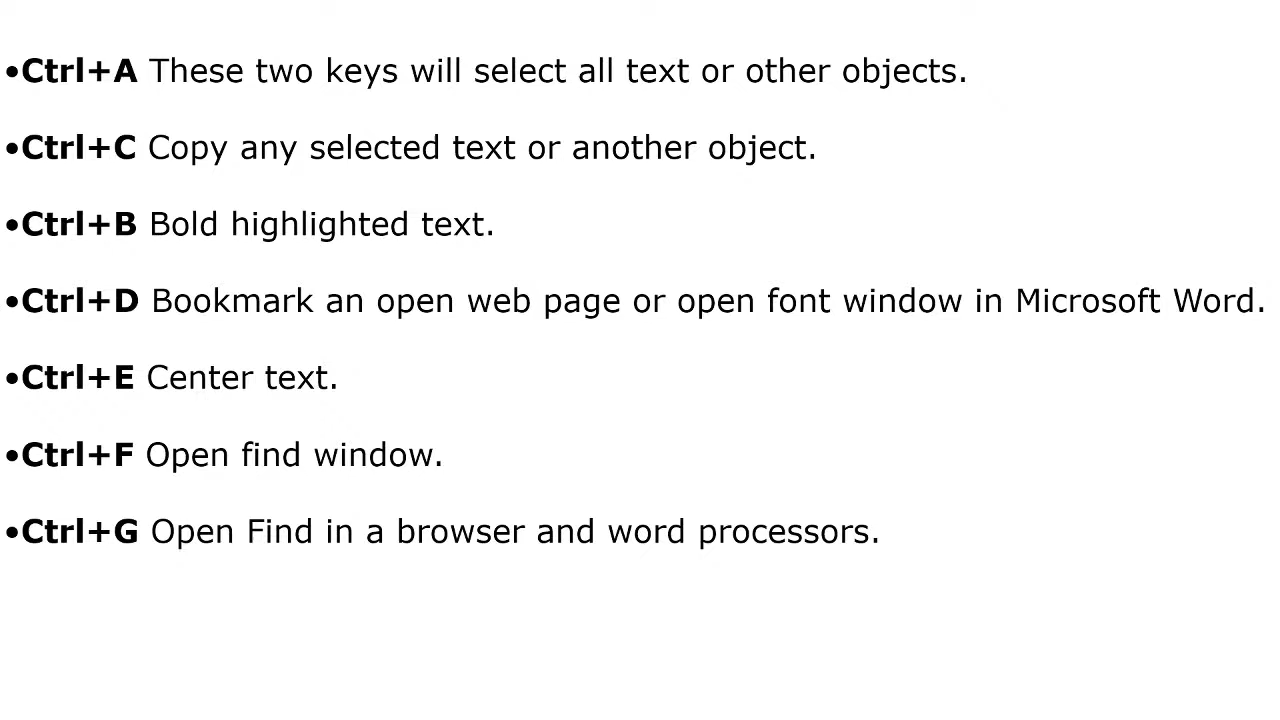 •Ctrl+A These two keys will select all text or other objects.
•Ctrl+C Copy any selected text or another object.
•Ctrl+B Bold highlighted text.
•Ctrl+D Bookmark an open web page or open font window in Microsoft Word.
•Ctrl+E Center text.
•Ctrl+F Open find window.
•Ctrl+G Open Find in a browser and word processors.